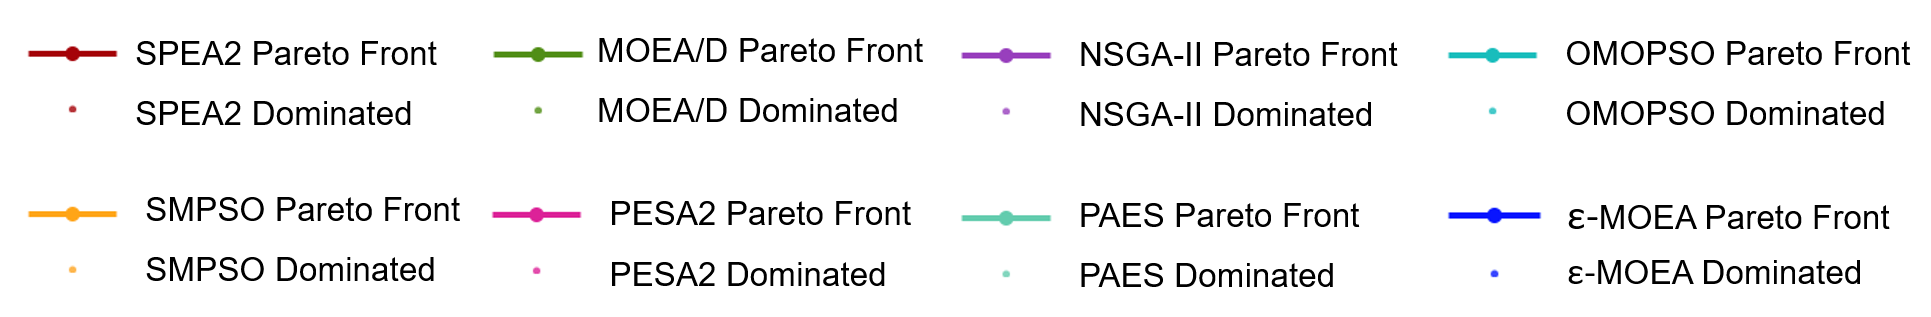 SPEA2 Pareto Front
MOEA/D Pareto Front
NSGA-II Pareto Front
OMOPSO Pareto Front
SPEA2 Dominated
MOEA/D Dominated
NSGA-II Dominated
OMOPSO Dominated
SMPSO Pareto Front
PESA2 Pareto Front
PAES Pareto Front
ε-MOEA Pareto Front
SMPSO Dominated
PESA2 Dominated
PAES Dominated
ε-MOEA Dominated